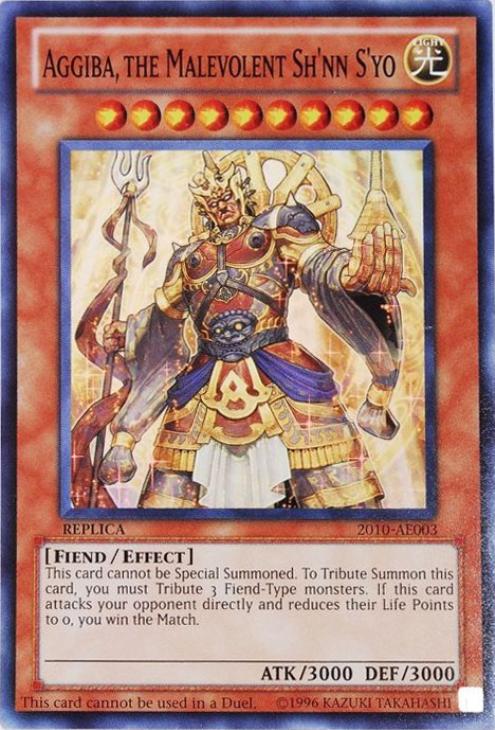 AGGIBA, THE MALEVOLENT SH'NN S'YO
LIGHT
光
REPLICA 2010-AE003
[FIEND / EFFECT]
This card cannot be Special Summoned. To Tribute Summon this
card, you must Tribute 3 Fiend-Type monsters. If this card
attacks your opponent directly and reduces their Life Points
to 0, you win the Match.
ATK/3000 DEF/3000
This card cannot be used in a Duel. ©1996 KAZUKI TAKAHASHI